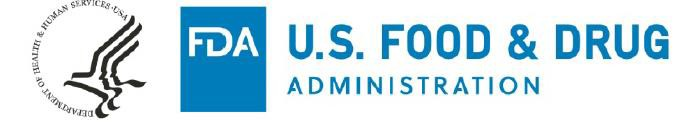 DEPARTMENT OF HEALTH & HUMAN SERVICES · USA
FDA
U.S. FOOD & DRUG
ADMINISTRATION